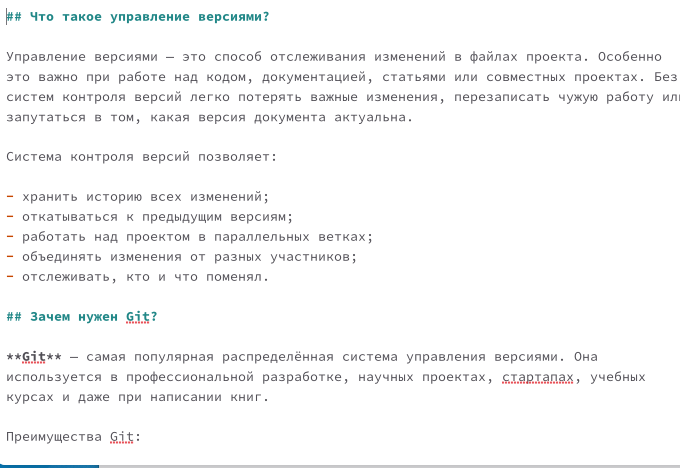 ## Что такое управление версиями?
Управление версиями — это способ отслеживания изменений в файлах проекта. Особенно
это важно при работе над кодом, документацией, статьями или совместных проектах. Без
систем контроля версий легко потерять важные изменения, перезаписать чужую работу или
запутаться в том, какая версия документа актуальна.
Система контроля версий позволяет:
- хранить историю всех изменений;
- откатываться к предыдущим версиям;
- работать над проектом в параллельных ветках;
- объединять изменения от разных участников;
- отслеживать, кто и что поменял.
## Зачем нужен Git?
**Git** — самая популярная распределённая система управления версиями. Она
используется в профессиональной разработке, научных проектах, стартапах, учебных
курсах и даже при написании книг.
Преимущества Git: